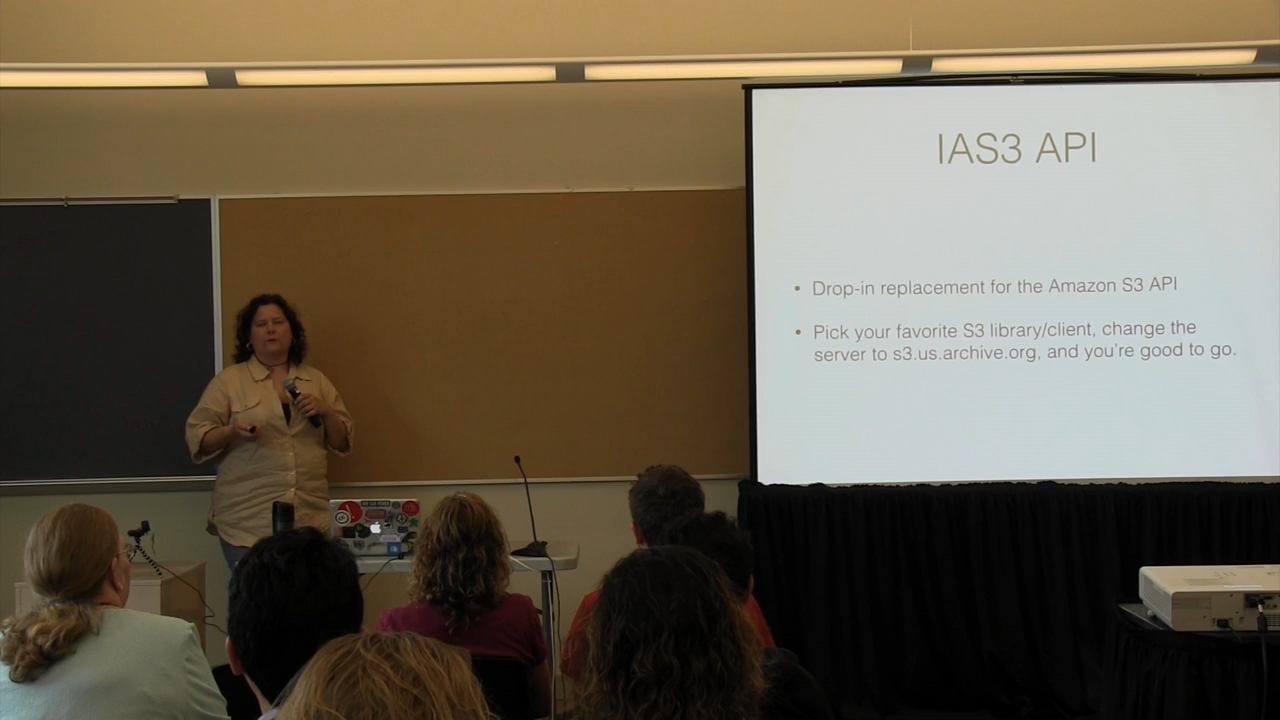 IAS3 API
• Drop-in replacement for the Amazon S3 API
• Pick your favorite S3 library/client, change the
server to s3.us.archive.org, and you're good to go.